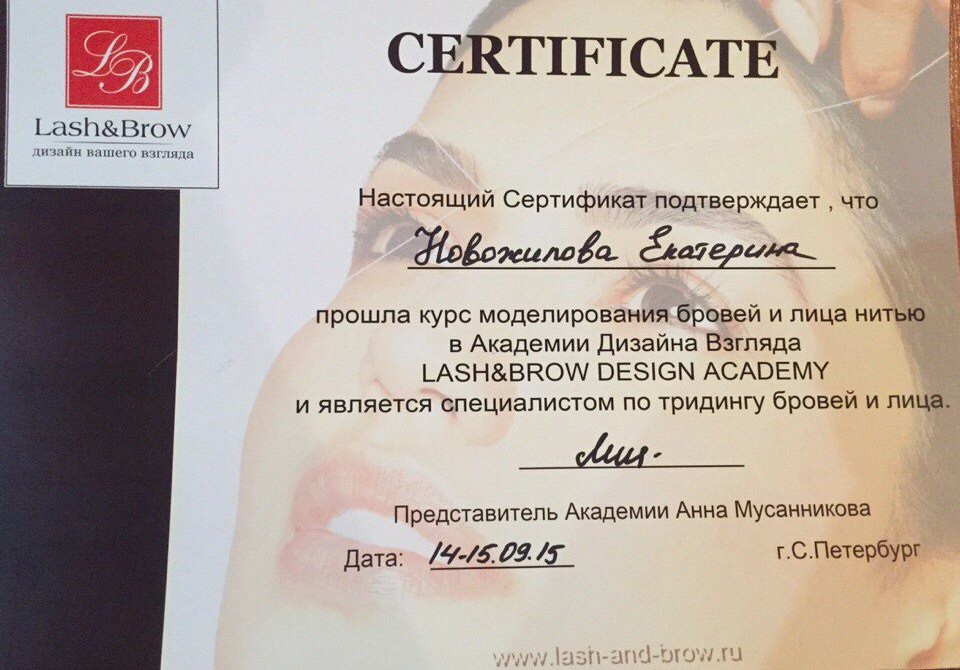 LB
Lash&Brow
дизайн вашего взгляда
CERTIFICATE
Настоящий Сертификат подтверждает , что
Новожилова Екатерина
прошла курс моделирования бровей и лица нитью
в Академии Дизайна Взгляда
LASH&BROW DESIGN ACADEMY
и является специалистом по тридингу бровей и лица.
Представитель Академии Анна Мусанникова
Дата: 14-15.09.15 г.С.Петербург
www.lash-and-brow.ru